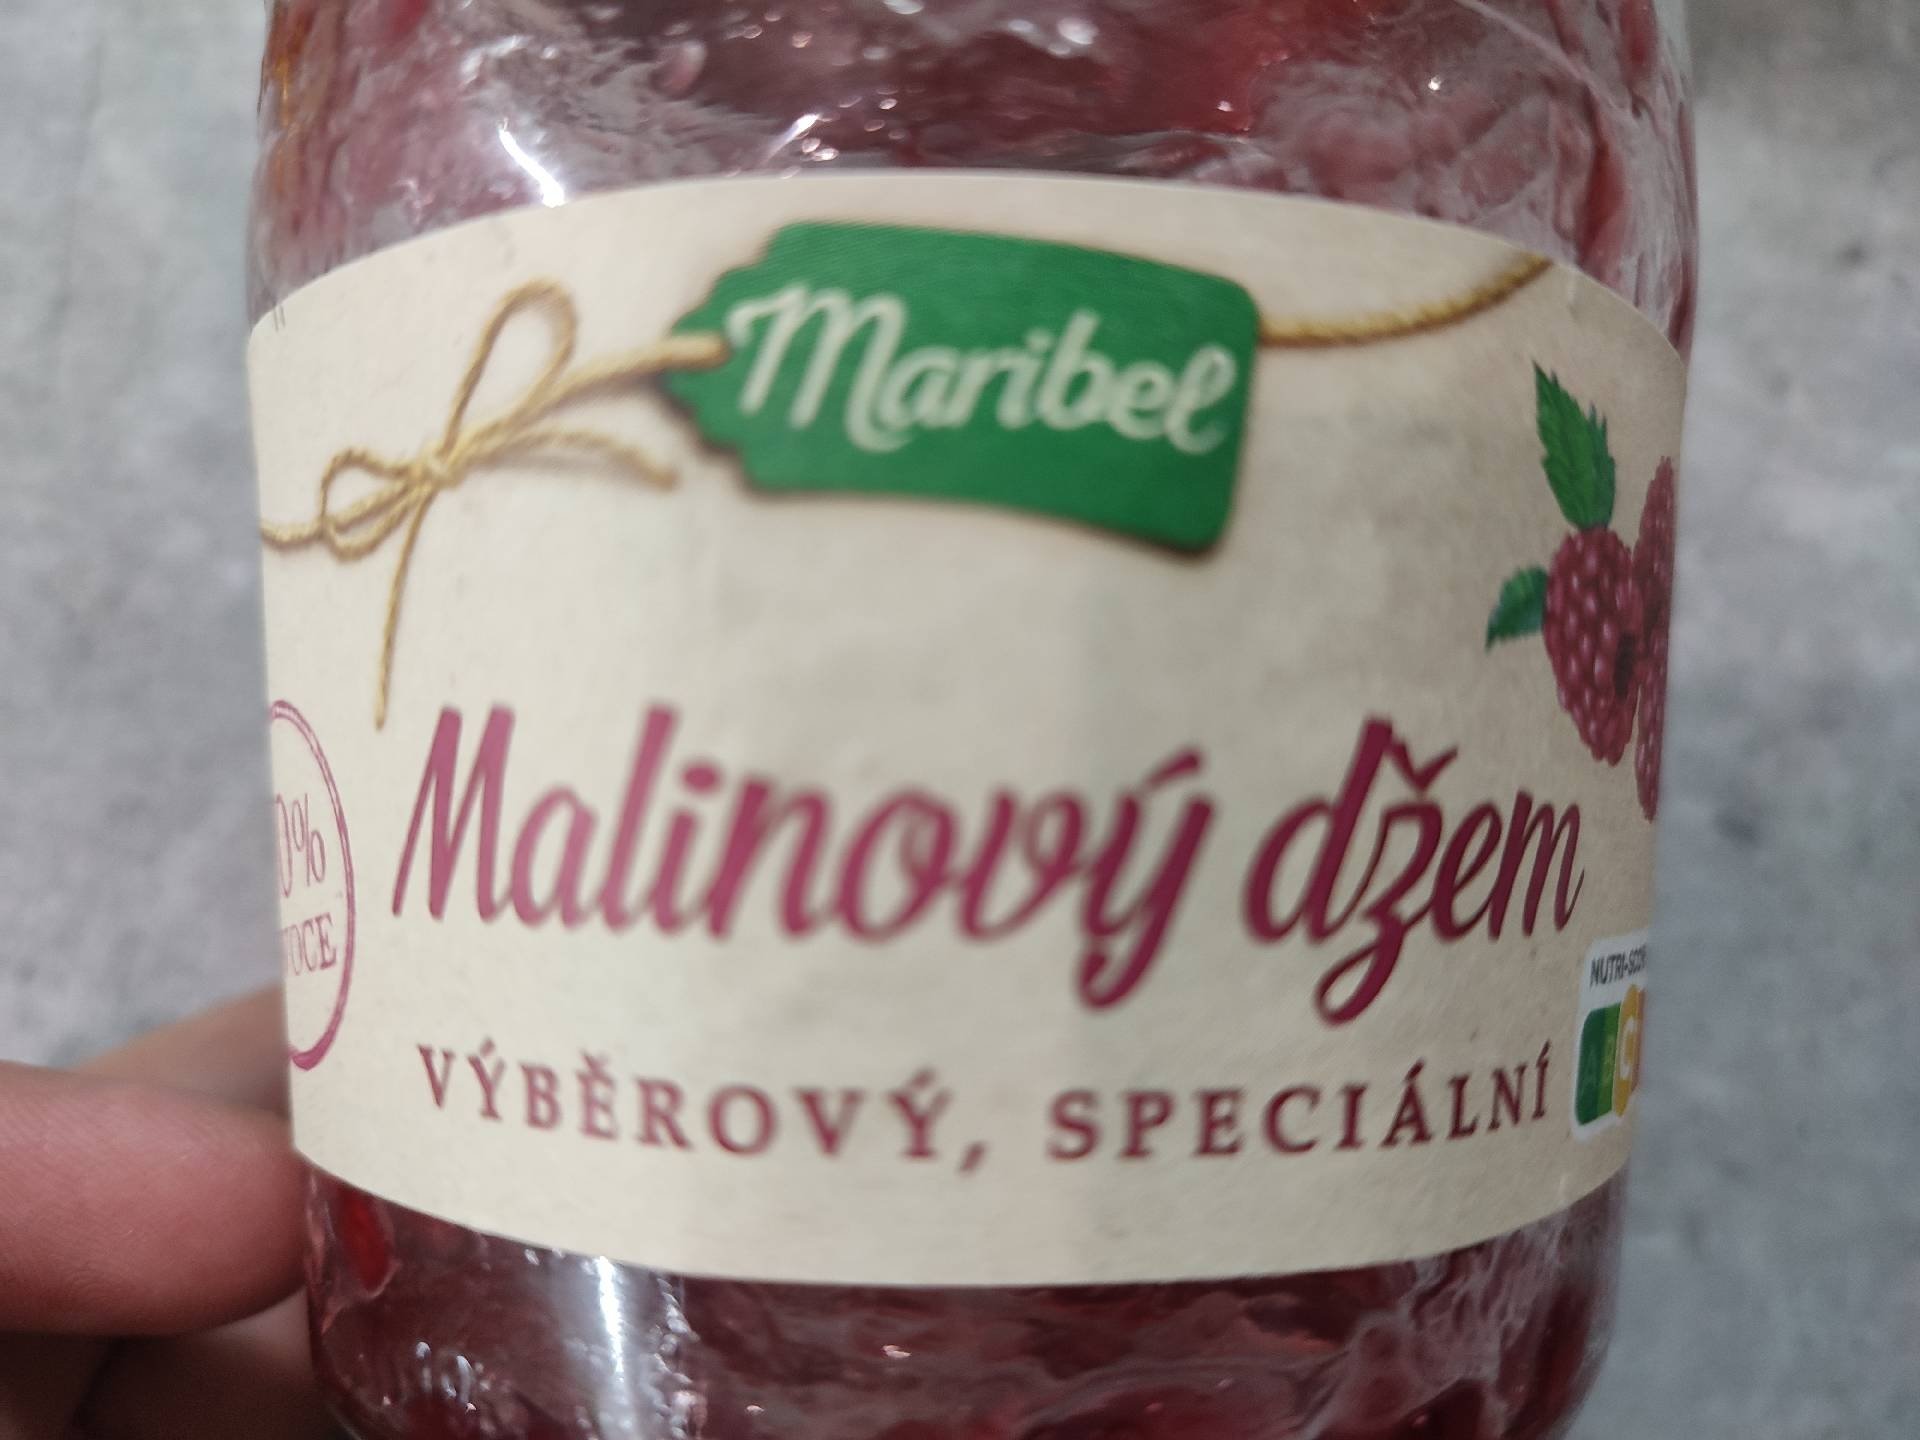 Maribel
Malinový džem
VÝBĚROVÝ, SPECIÁLNÍ